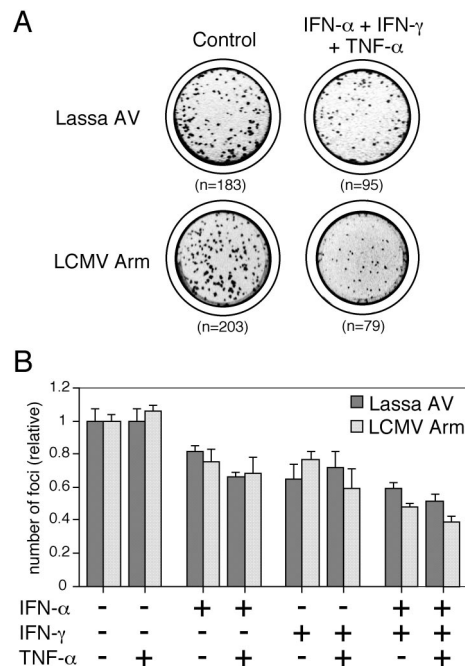 A
Control
IFN-α + IFN-γ
+ TNF-α
Lassa AV
(n=183)
(n=95)
LCMV Arm
(n=203)
(n=79)
B
number of foci (relative)
1.2
1
0.8
0.6
0.4
0.2
0
Lassa AV
LCMV Arm
IFN-α - - + + - - + +
IFN-γ - - - - + + + +
TNF-α - + - + - + - +